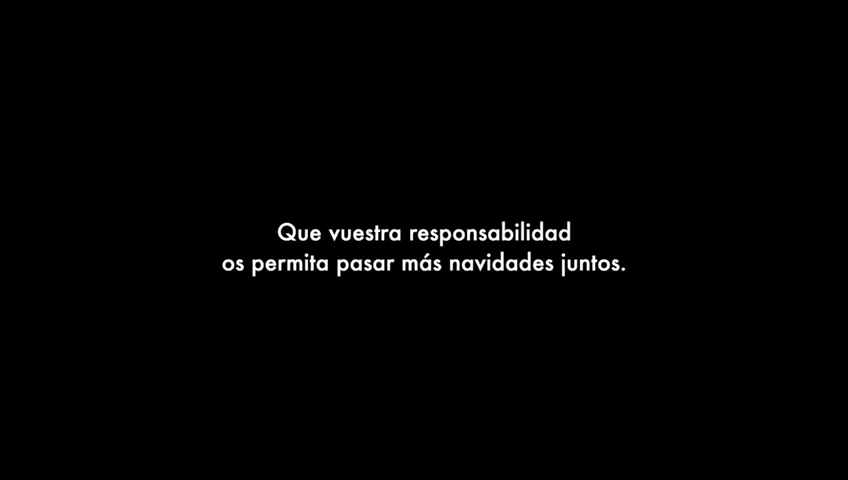 Que vuestra responsabilidad
os permita pasar más navidades juntos.